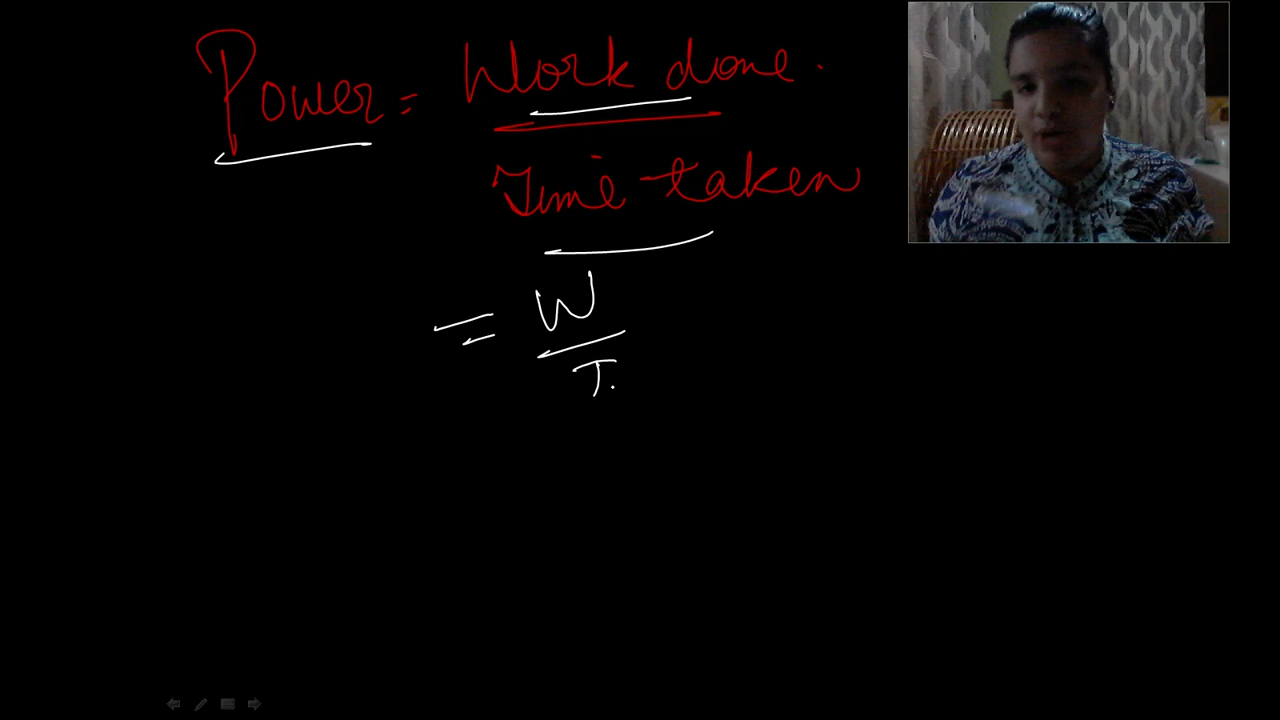 Power = Work done.
Time taken
= W
T.